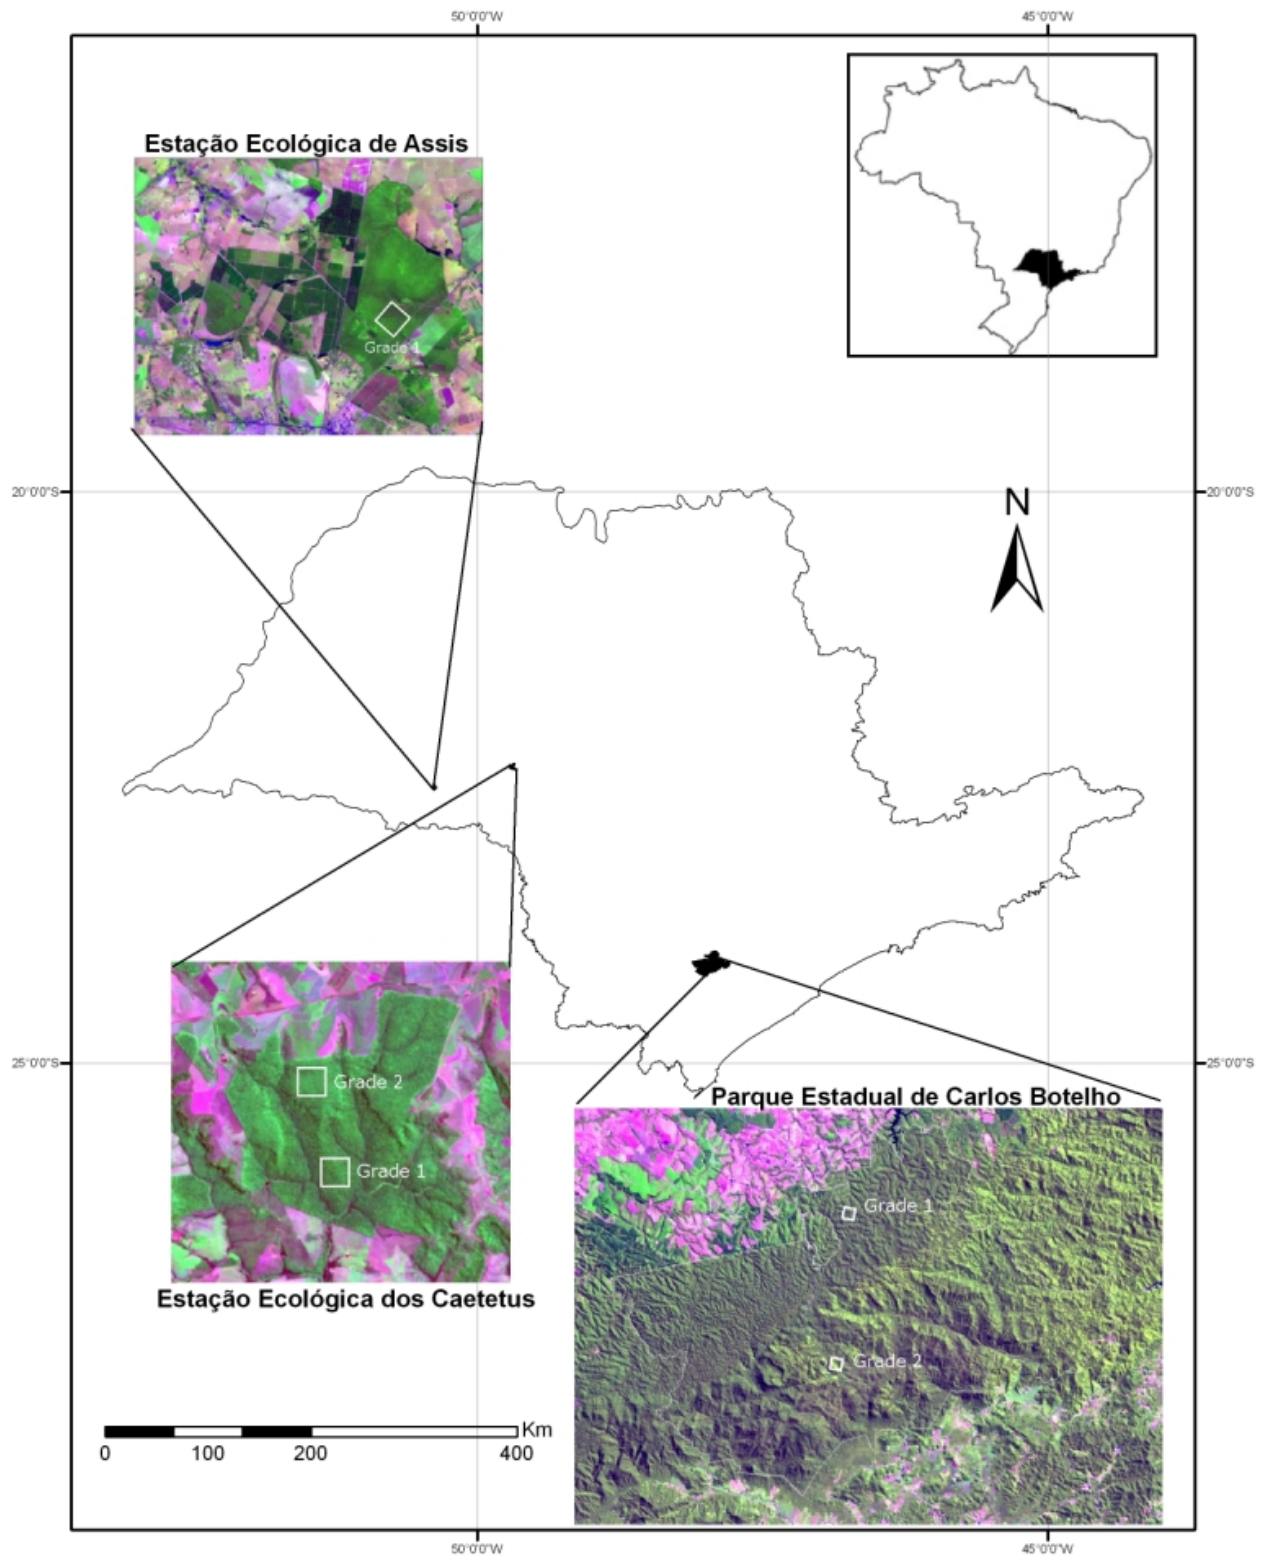 50°0'0"W 45°0'0"W
Estação Ecológica de Assis
Grade 1
20°0'0"S 20°0'0"S
N
25°0'0"S 25°0'0"S
Grade 2
Grade 1
Estação Ecológica dos Caetetus
Parque Estadual de Carlos Botelho
Grade 1
Grade 2
Km
0 100 200 400
50°0'0"W 45°0'0"W